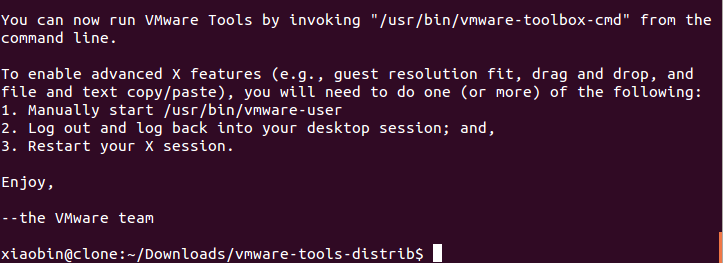 You can now run VMware Tools by invoking "/usr/bin/vmware-toolbox-cmd" from the
command line.
To enable advanced X features (e.g., guest resolution fit, drag and drop, and
file and text copy/paste), you will need to do one (or more) of the following:
1. Manually start /usr/bin/vmware-user
2. Log out and log back into your desktop session; and,
3. Restart your X session.
Enjoy,
--the VMware team
xiaobin@clone:~/Downloads/vmware-tools-distrib$